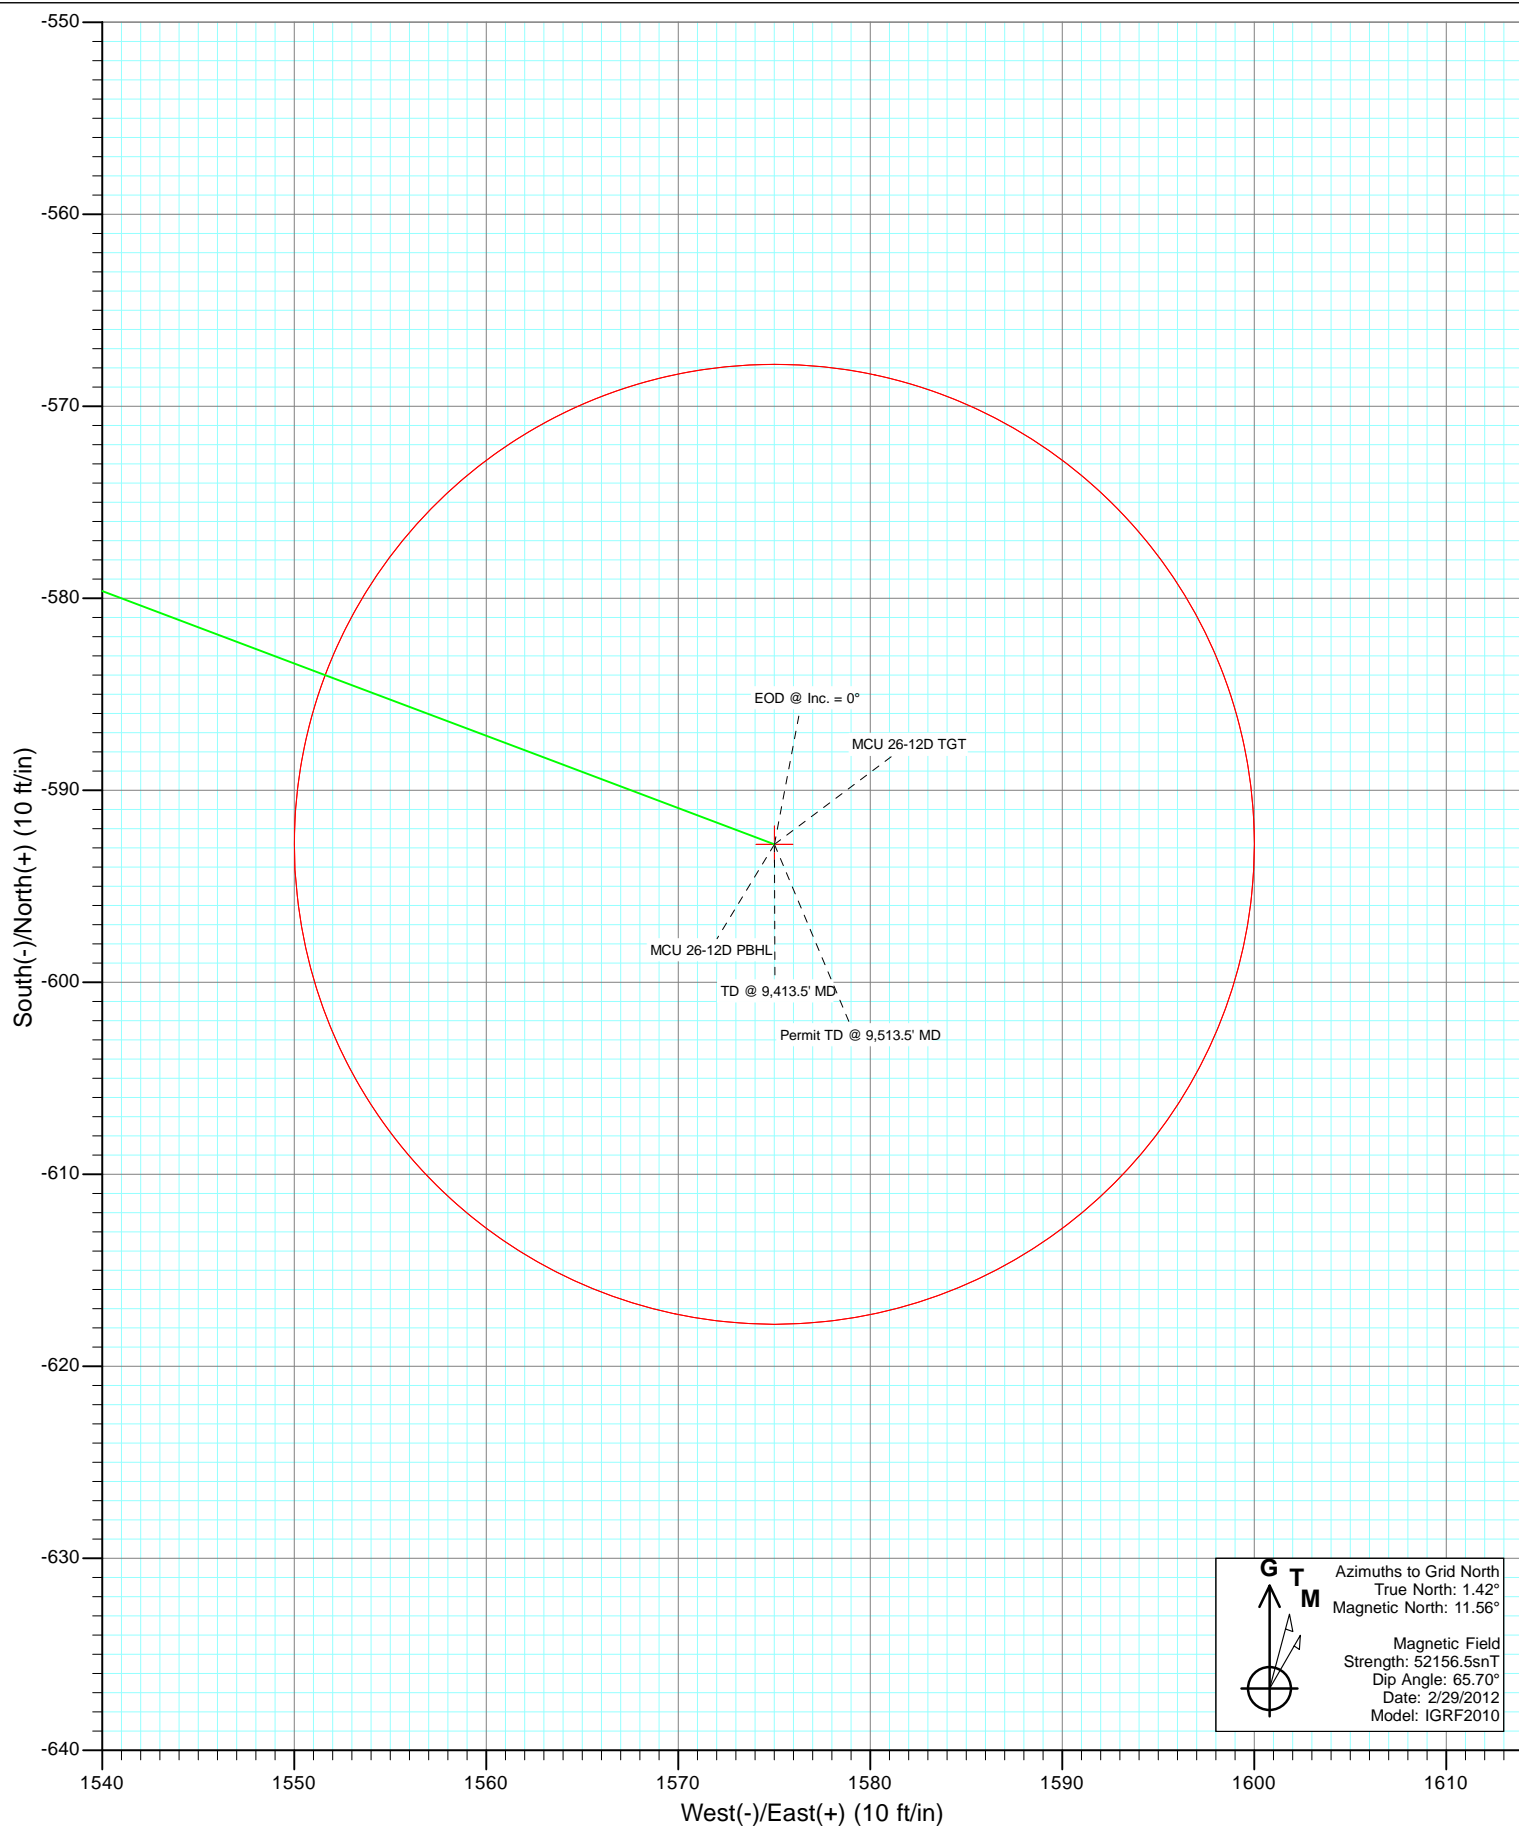 -550
-560
-570
-580
-590
-600
-610
-620
-630
-640
South(-)/North(+) (10 ft/in)
EOD @ Inc. = 0°
MCU 26-12D TGT
MCU 26-12D PBHL
TD @ 9,413.5' MD
Permit TD @ 9,513.5' MD
G T M
Azimuths to Grid North
True North: 1.42°
Magnetic North: 11.56°
Magnetic Field
Strength: 52156.5snT
Dip Angle: 65.70°
Date: 2/29/2012
Model: IGRF2010
1540 1550 1560 1570 1580 1590 1600 1610
West(-)/East(+) (10 ft/in)